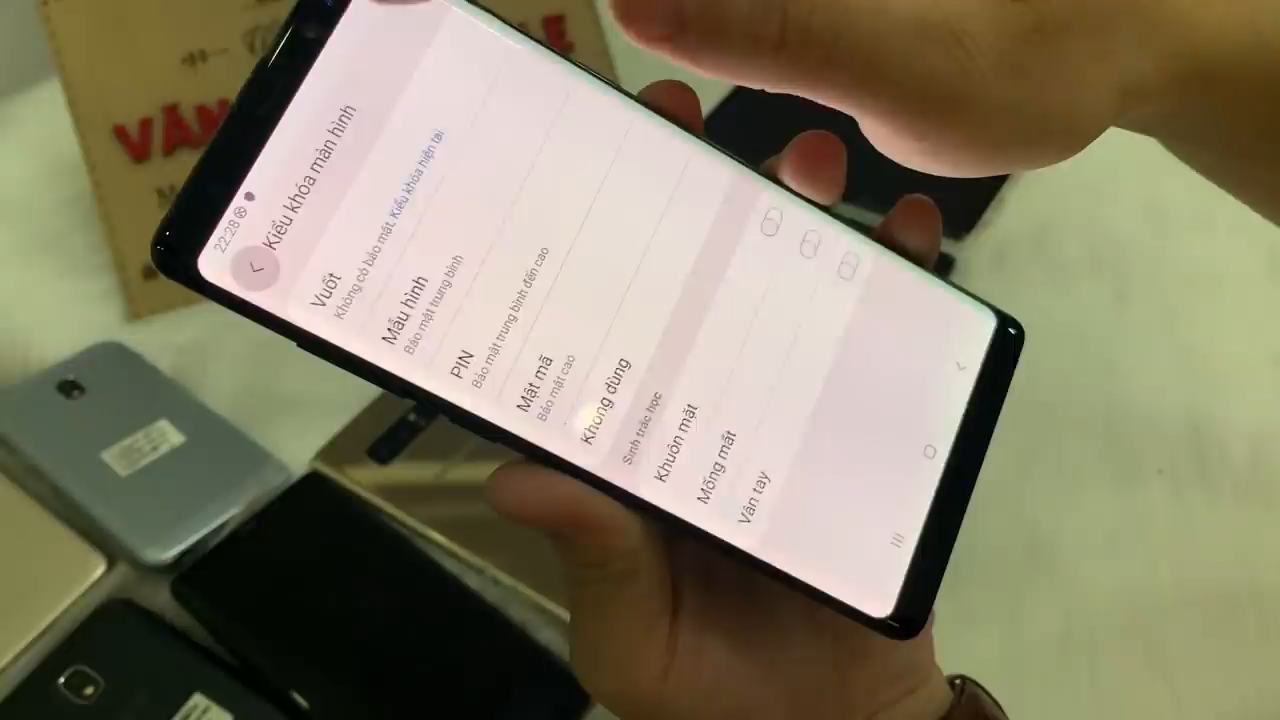 VĂN
22:28
Kiểu khóa màn hình
Vuốt
Không có bảo mật. Kiểu khóa hiện tại
Mẫu hình
Bảo mật trung bình
PIN
Bảo mật trung bình đến cao
Mật mã
Bảo mật cao
Không dùng
Sinh trắc học
Khuôn mặt
Mống mắt
Vân tay